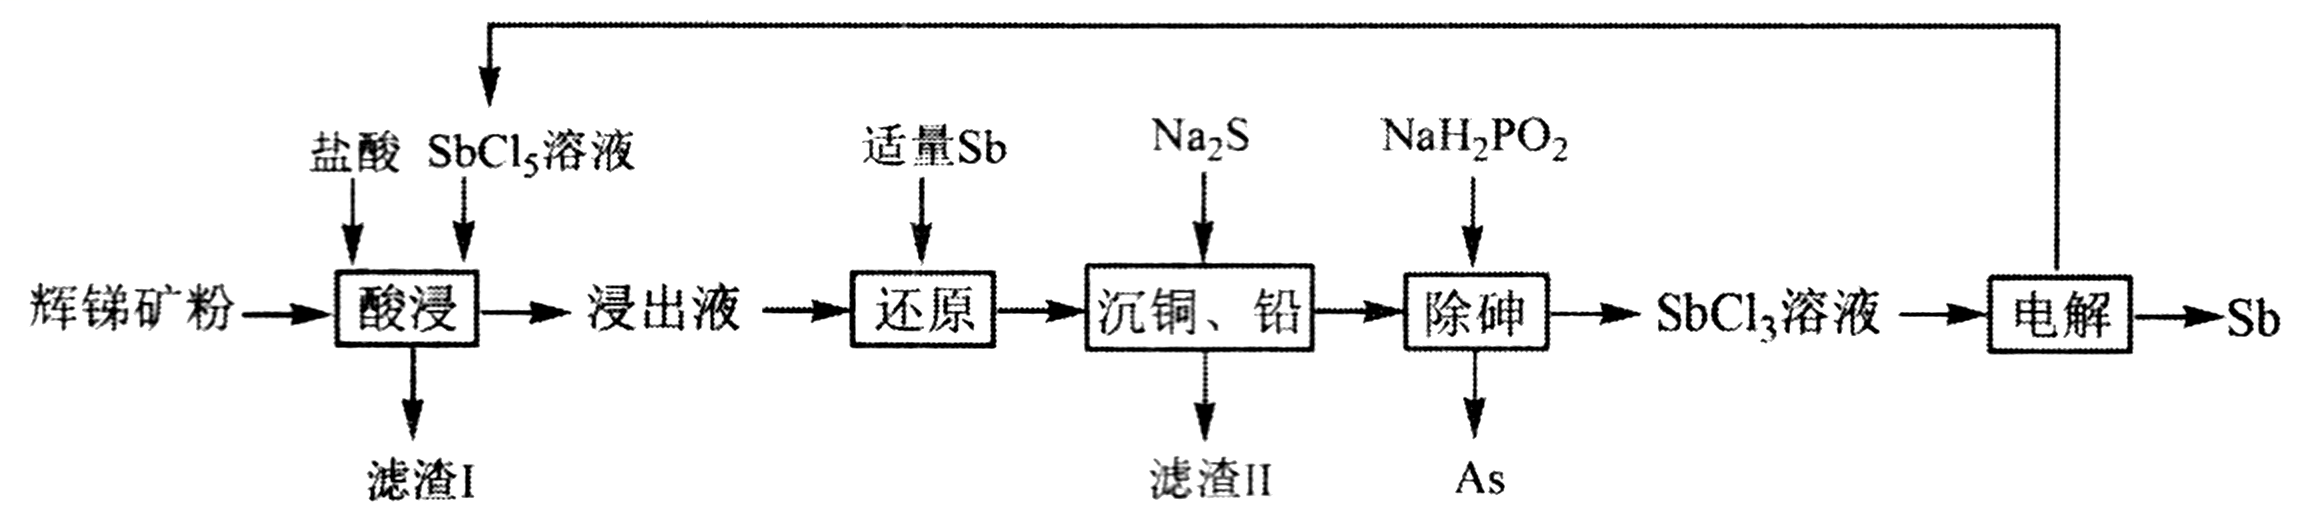 盐酸 SbCl₅溶液 适量Sb Na₂S NaH₂PO₂
辉锑矿粉 酸浸 浸出液 还原 沉铜、铅 除砷 SbCl₃溶液 电解 Sb
滤渣I 滤渣II As